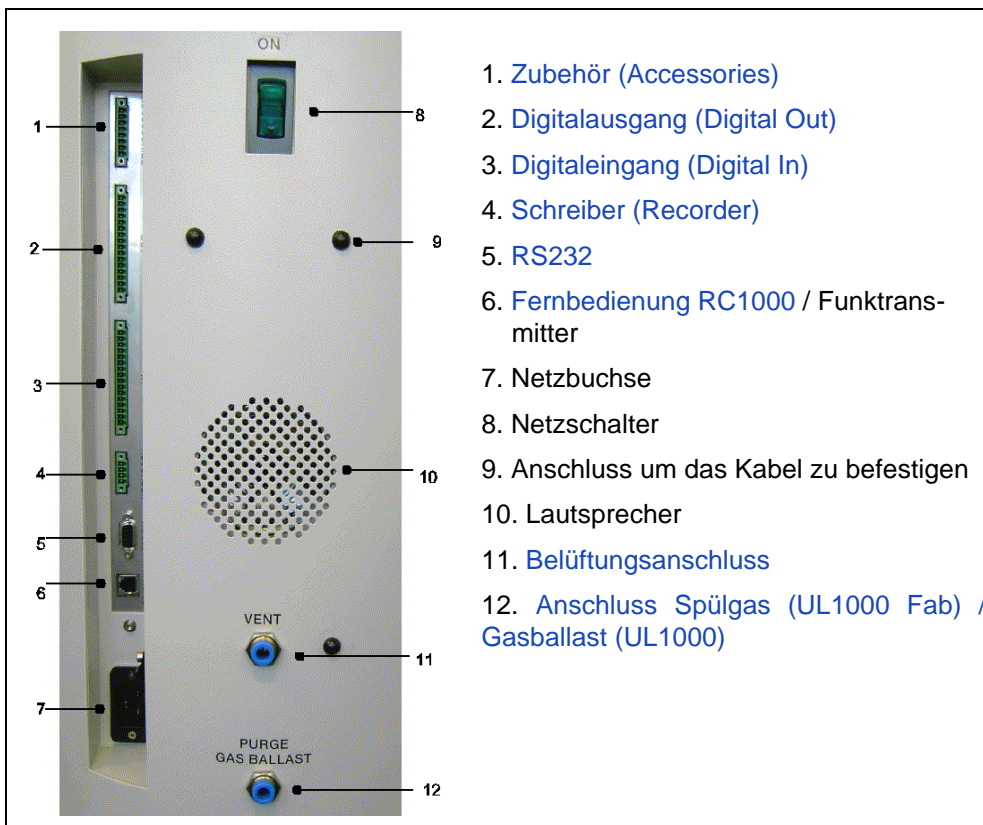 ON
1
2
3
4
5
6
7
8
9
10
VENT
11
PURGE
GAS BALLAST
12
1. Zubehör (Accessories)
2. Digitalausgang (Digital Out)
3. Digitaleingang (Digital In)
4. Schreiber (Recorder)
5. RS232
6. Fernbedienung RC1000 / Funktrans-
mitter
7. Netzbuchse
8. Netzschalter
9. Anschluss um das Kabel zu befestigen
10. Lautsprecher
11. Belüftungsanschluss
12. Anschluss Spülgas (UL1000 Fab) /
Gasballast (UL1000)